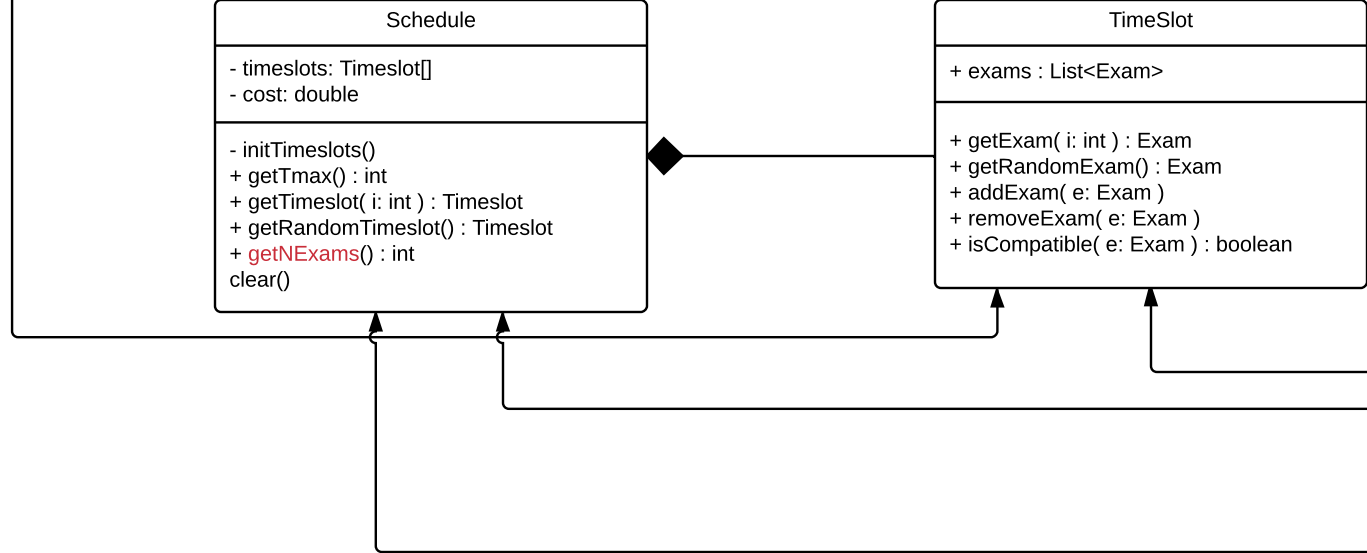 Schedule
- timeslots: Timeslot[]
- cost: double
- initTimeslots()
+ getTmax() : int
+ getTimeslot( i: int ) : Timeslot
+ getRandomTimeslot() : Timeslot
+ getNExams() : int
clear()
TimeSlot
+ exams : List<Exam>
+ getExam( i: int ) : Exam
+ getRandomExam() : Exam
+ addExam( e: Exam )
+ removeExam( e: Exam )
+ isCompatible( e: Exam ) : boolean